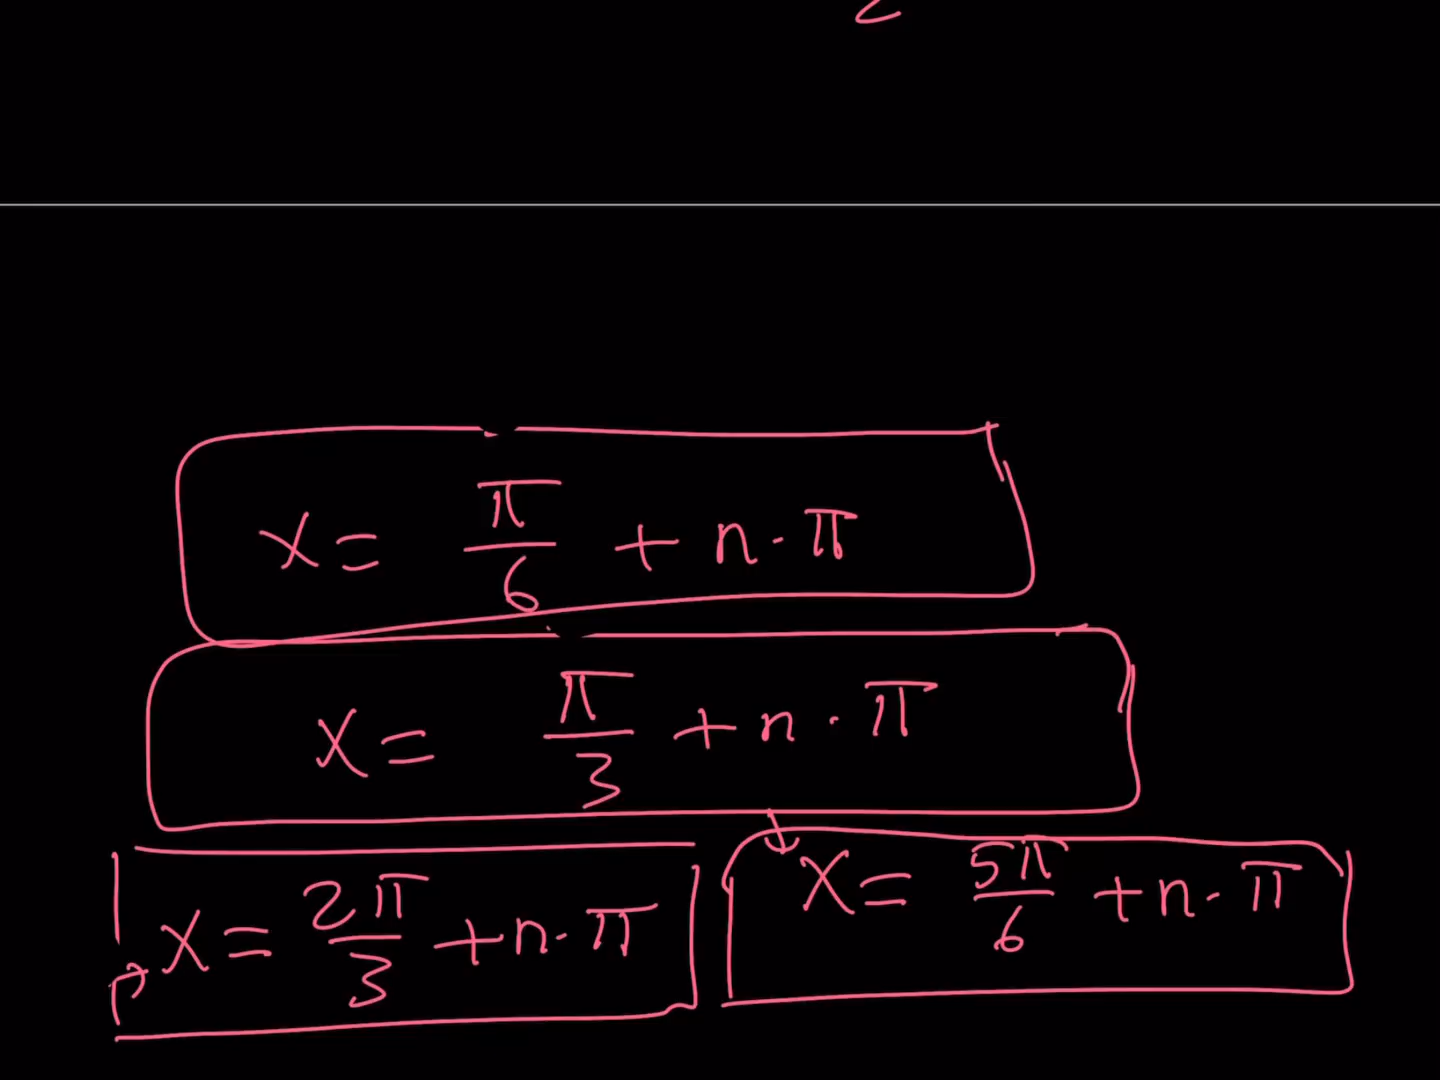 x = π/6 + n · π
x = π/3 + n · π
x = 2π/3 + n · π
x = 5π/6 + n · π